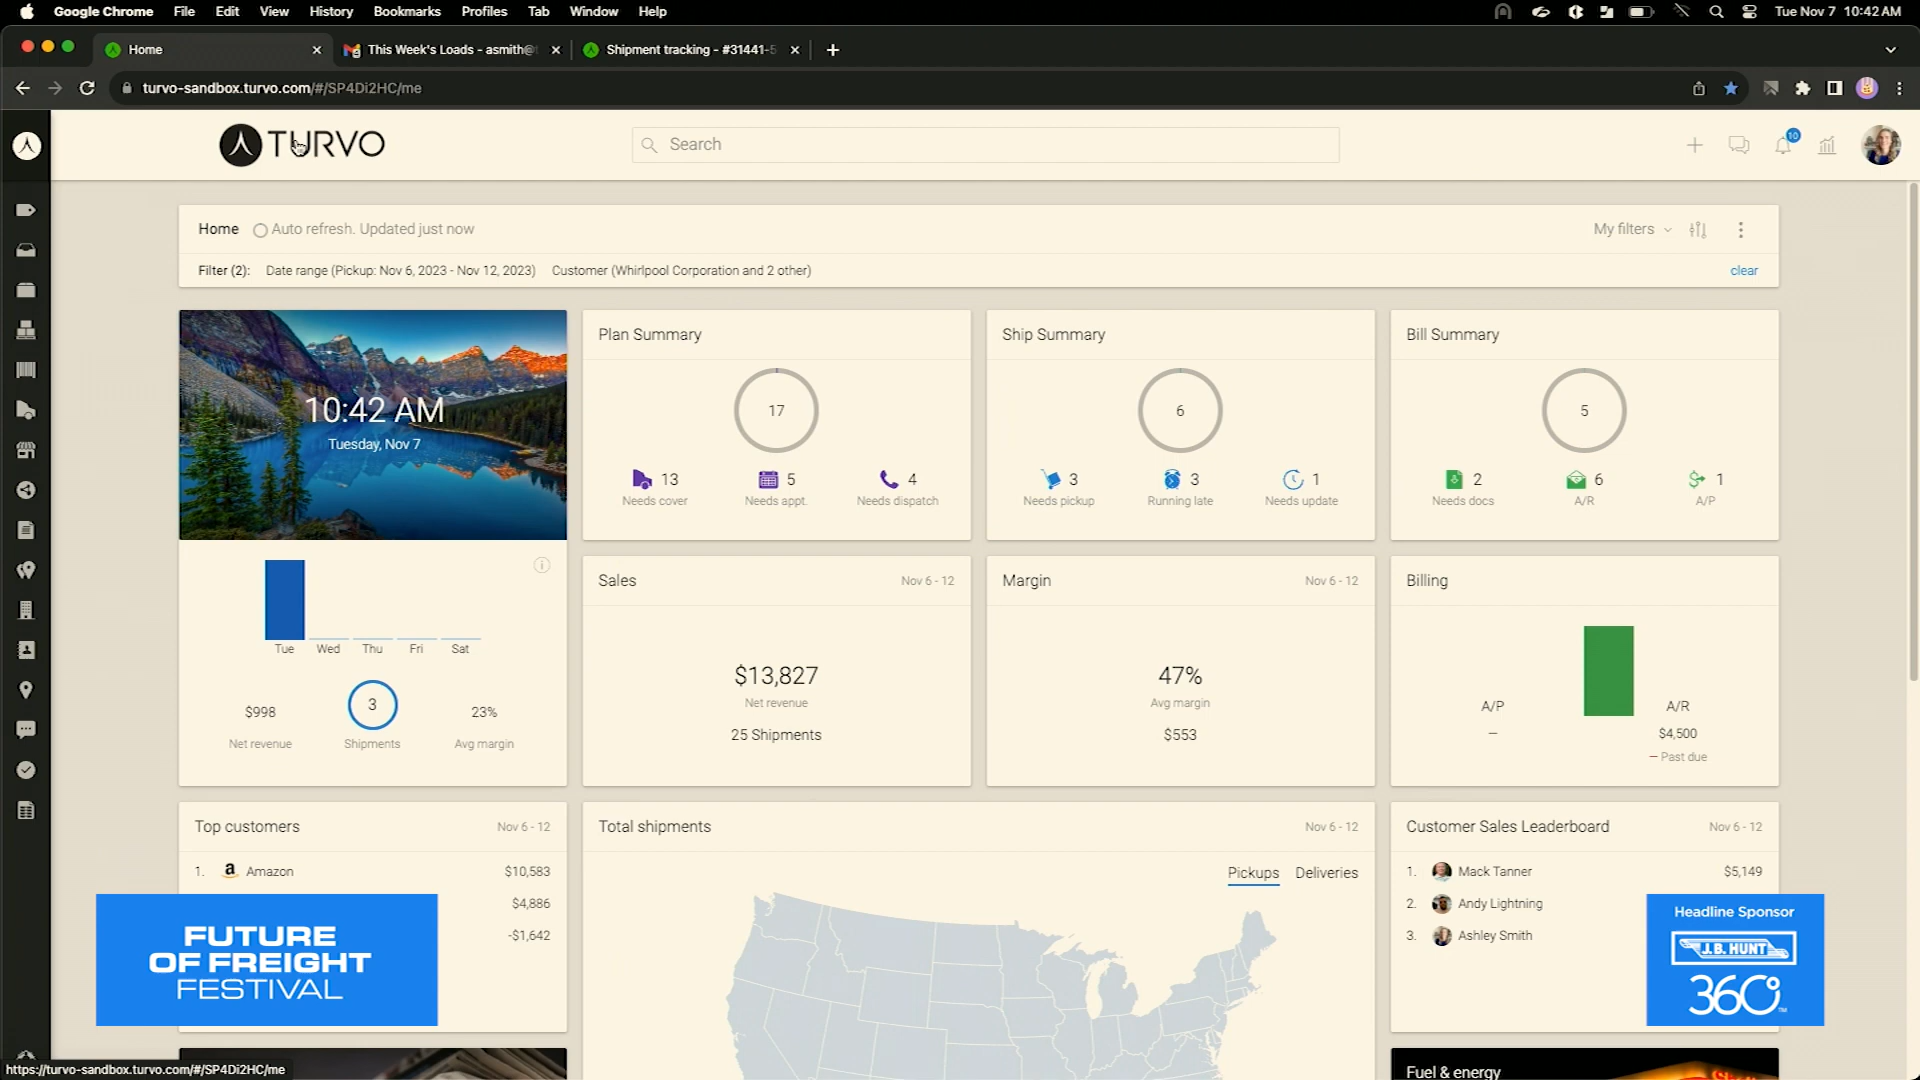 Google Chrome File Edit View History Bookmarks Profiles Tab Window Help Tue Nov 7 10:42 AM
Home This Week's Loads - asmith@ Shipment tracking - #31441-5
turvo-sandbox.turvo.com/#/SP4Di2HC/me
TURVO Search 10
Home Auto refresh. Updated just now My filters
Filter (2): Date range (Pickup: Nov 6, 2023 - Nov 12, 2023) Customer (Whirlpool Corporation and 2 other) clear
10:42 AM
Tuesday, Nov 7
Plan Summary
17
13 5 4
Needs cover Needs appt. Needs dispatch
Ship Summary
6
3 3 1
Needs pickup Running late Needs update
Bill Summary
5
2 6 1
Needs docs A/R A/P
Tue Wed Thu Fri Sat
$998 3 23%
Net revenue Shipments Avg margin
Sales Nov 6 - 12
$13,827
Net revenue
25 Shipments
Margin Nov 6 - 12
47%
Avg margin
$553
Billing
A/P A/R
– $4,500
– Past due
Top customers Nov 6 - 12
1. a Amazon $10,583
$4,886
-$1,642
Total shipments Nov 6 - 12
Pickups Deliveries
Customer Sales Leaderboard Nov 6 - 12
1. Mack Tanner $5,149
2. Andy Lightning
3. Ashley Smith
FUTURE
OF FREIGHT
FESTIVAL
Headline Sponsor
J.B. HUNT
360°™
Fuel & energy
https://turvo-sandbox.turvo.com/#/SP4Di2HC/me